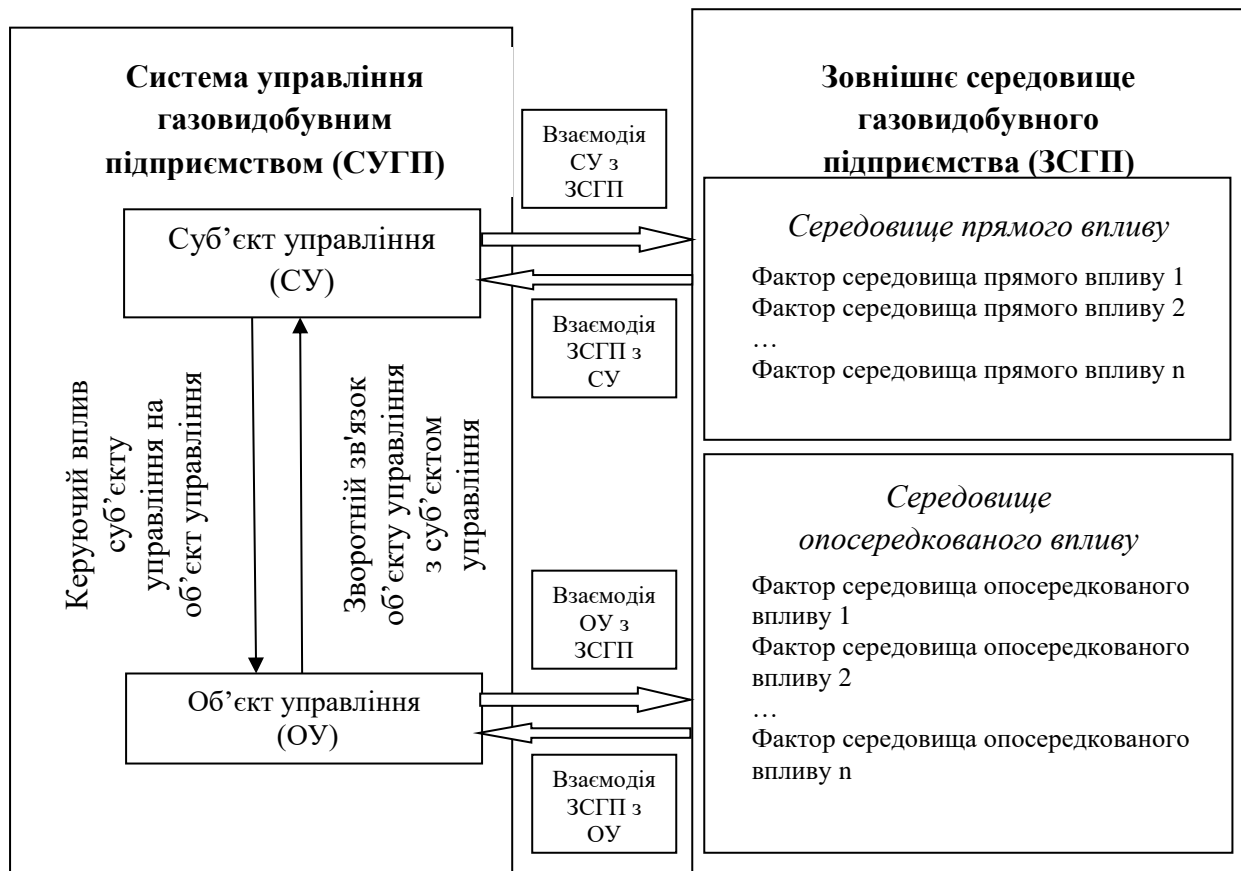 Система управління
газовидобувним
підприємством (СУГП)
Суб’єкт управління
(СУ)
Керуючий вплив
суб’єкту
управління на
об’єкт управління
Зворотній зв'язок
об’єкту управління
з суб’єктом
управління
Об’єкт управління
(ОУ)
Взаємодія
СУ з
ЗСГП
Взаємодія
ЗСГП з
СУ
Взаємодія
ОУ з
ЗСГП
Взаємодія
ЗСГП з
ОУ
Зовнішнє середовище
газовидобувного
підприємства (ЗСГП)
Середовище прямого впливу
Фактор середовища прямого впливу 1
Фактор середовища прямого впливу 2
…
Фактор середовища прямого впливу n
Середовище
опосередкованого впливу
Фактор середовища опосередкованого
впливу 1
Фактор середовища опосередкованого
впливу 2
…
Фактор середовища опосередкованого
впливу n